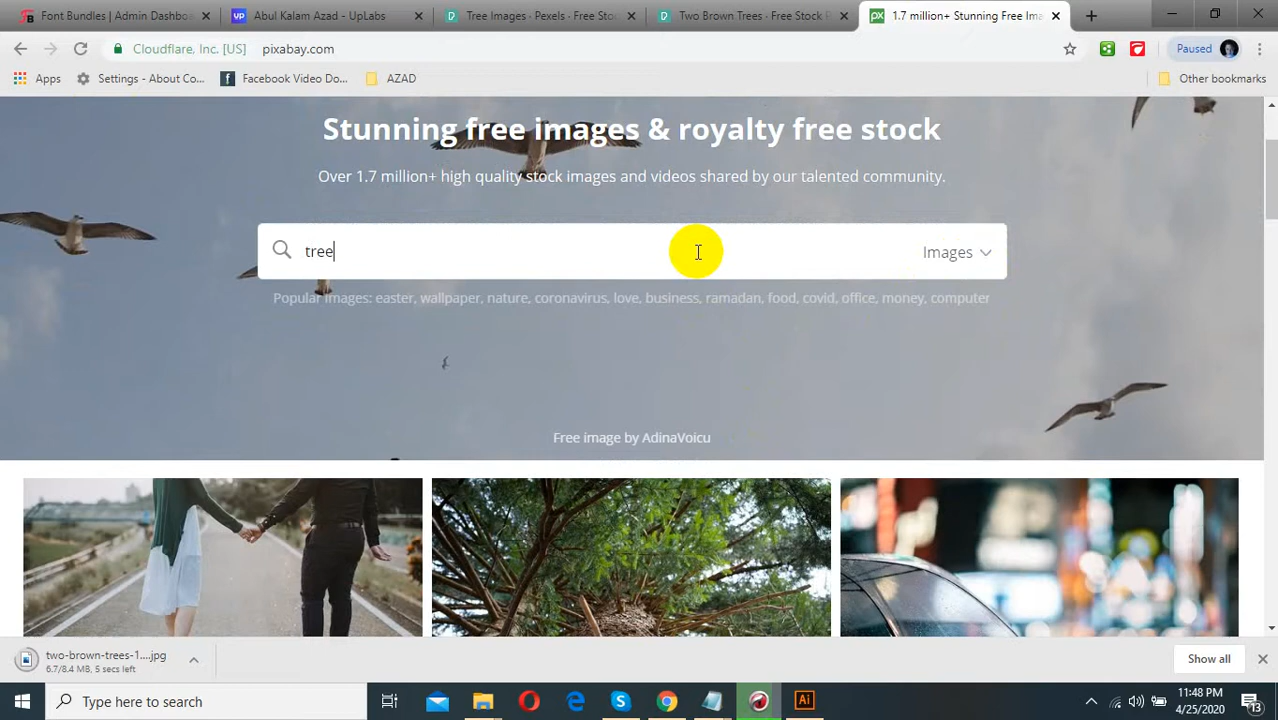 Font Bundles | Admin Dashboa
Abul Kalam Azad - UpLabs
Tree Images · Pexels · Free Stoc
Two Brown Trees · Free Stock P
1.7 million+ Stunning Free Ima
Cloudflare, Inc. [US] pixabay.com
Paused
Apps
Settings - About Co...
Facebook Video Do...
AZAD
Other bookmarks
Stunning free images & royalty free stock
Over 1.7 million+ high quality stock images and videos shared by our talented community.
tree
Images
Popular images: easter, wallpaper, nature, coronavirus, love, business, ramadan, food, covid, office, money, computer
Free image by AdinaVoicu
two-brown-trees-1....jpg
6.7/8.4 MB, 5 secs left
Show all
Type here to search
11:48 PM
4/25/2020
13